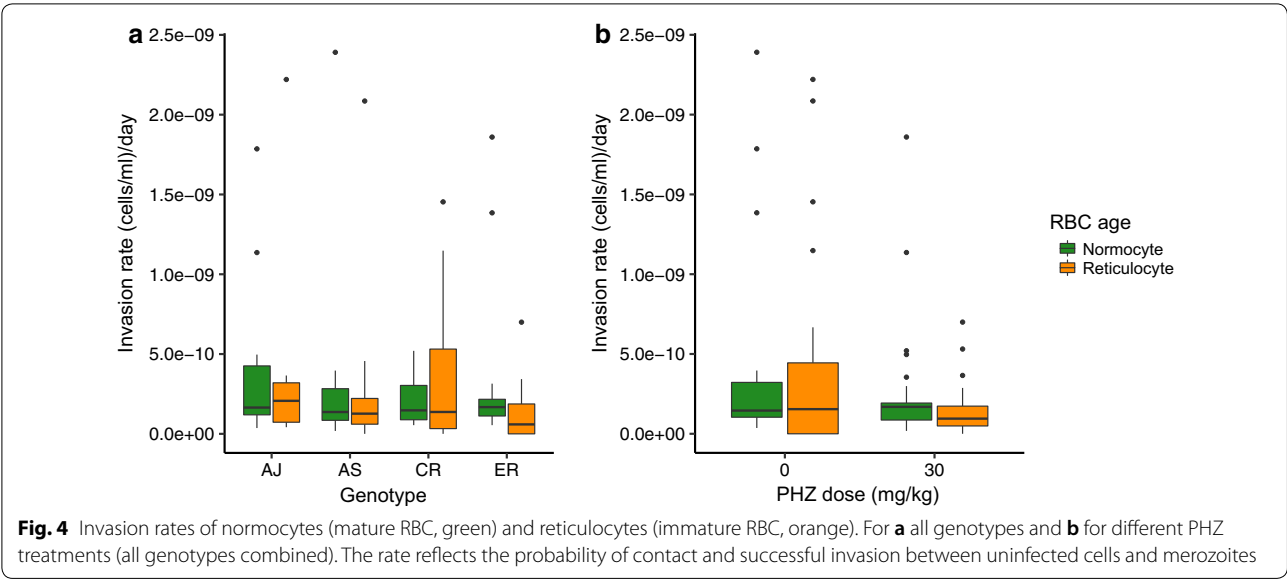 a
2.5e−09
2.0e−09
1.5e−09
1.0e−09
5.0e−10
0.0e+00
Invasion rate (cells/ml)/day
AJ AS CR ER
Genotype
b
2.5e−09
2.0e−09
1.5e−09
1.0e−09
5.0e−10
0.0e+00
Invasion rate (cells/ml)/day
0 30
PHZ dose (mg/kg)
RBC age
Normocyte
Reticulocyte
Fig. 4 Invasion rates of normocytes (mature RBC, green) and reticulocytes (immature RBC, orange). For a all genotypes and b for different PHZ
treatments (all genotypes combined). The rate reflects the probability of contact and successful invasion between uninfected cells and merozoites